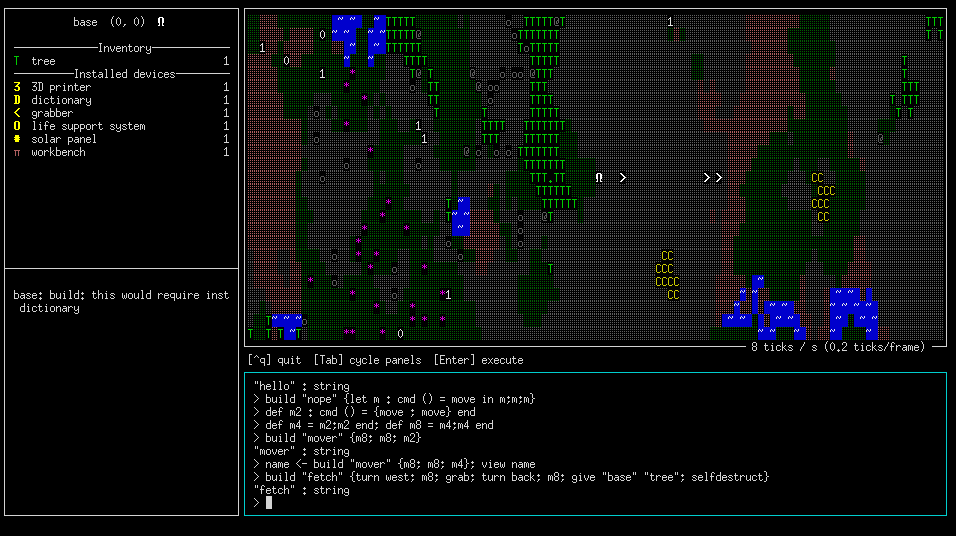 base (0, 0) Ω
Inventory
T tree 1
Installed devices
3 3D printer 1
D dictionary 1
< grabber 1
O life support system 1
# solar panel 1
π workbench 1
base: build: this would require inst
dictionary
8 ticks / s (0.2 ticks/frame)
[^q] quit [Tab] cycle panels [Enter] execute
"hello" : string
> build "nope" {let m : cmd () = move in m;m;m}
> def m2 : cmd () = {move ; move} end
> def m4 = m2;m2 end; def m8 = m4;m4 end
> build "mover" {m8; m8; m2}
"mover" : string
> name <- build "mover" {m8; m8; m4}; view name
> build "fetch" {turn west; m8; grab; turn back; m8; give "base" "tree"; selfdestruct}
"fetch" : string
>